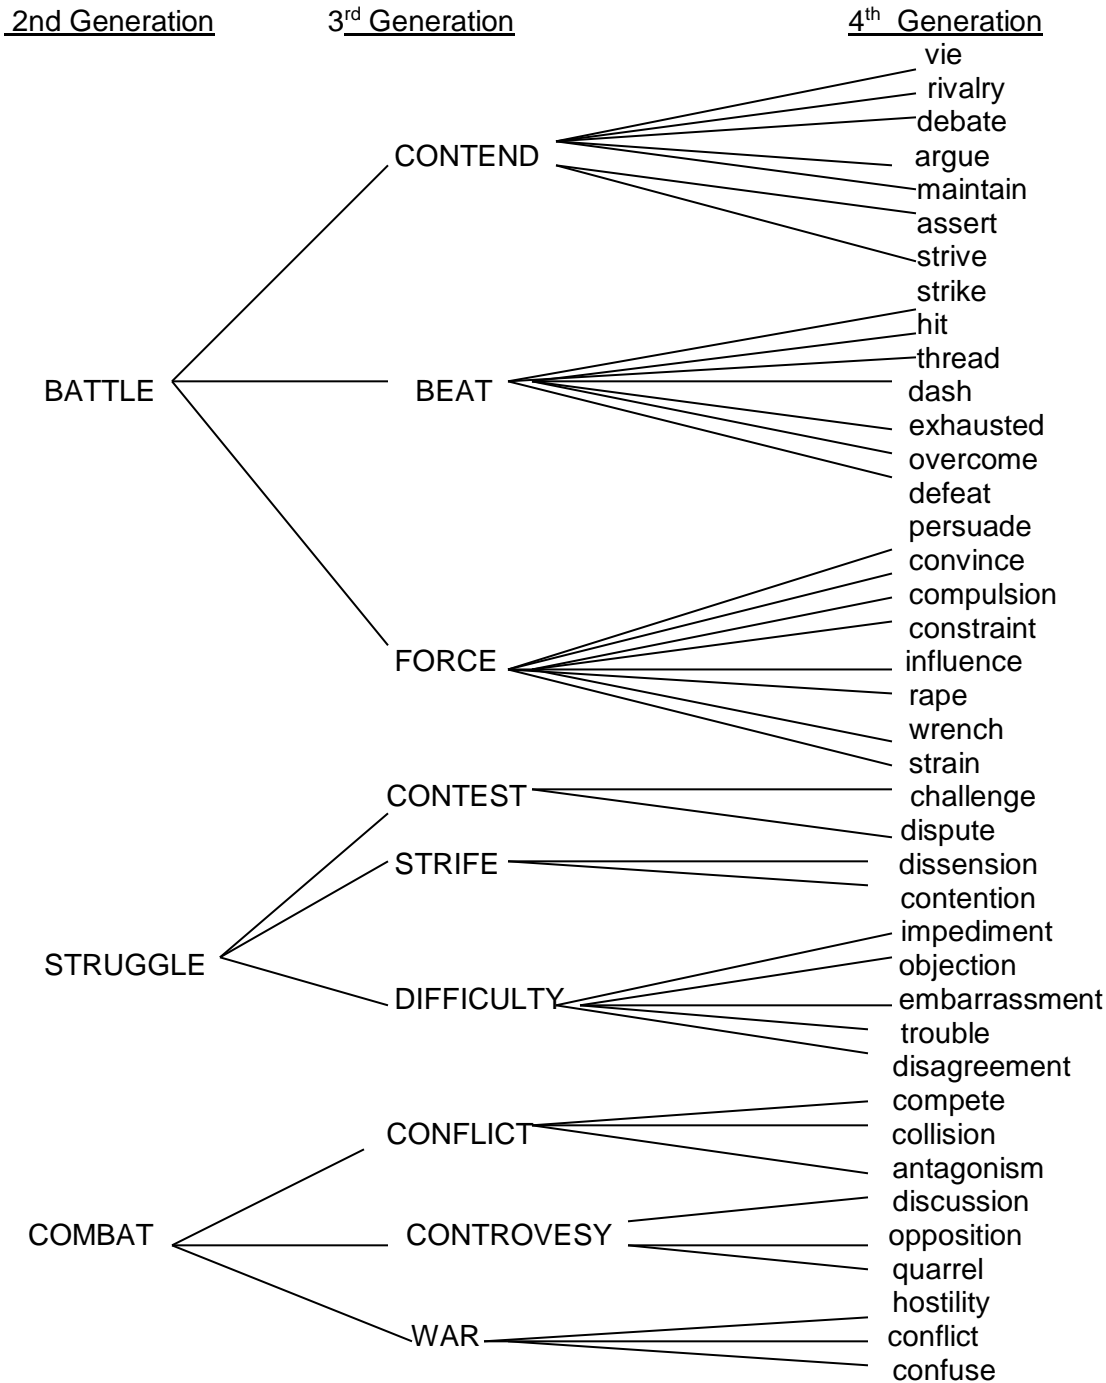 2nd Generation 3rd Generation 4th Generation
vie
rivalry
debate
CONTEND argue
maintain
assert
strive
strike
hit
thread
BATTLE BEAT dash
exhausted
overcome
defeat
persuade
convince
compulsion
constraint
FORCE influence
rape
wrench
strain
CONTEST challenge
dispute
STRIFE dissension
contention
impediment
STRUGGLE objection
DIFFICULTY embarrassment
trouble
disagreement
compete
CONFLICT collision
antagonism
discussion
COMBAT CONTROVESY opposition
quarrel
hostility
WAR conflict
confuse